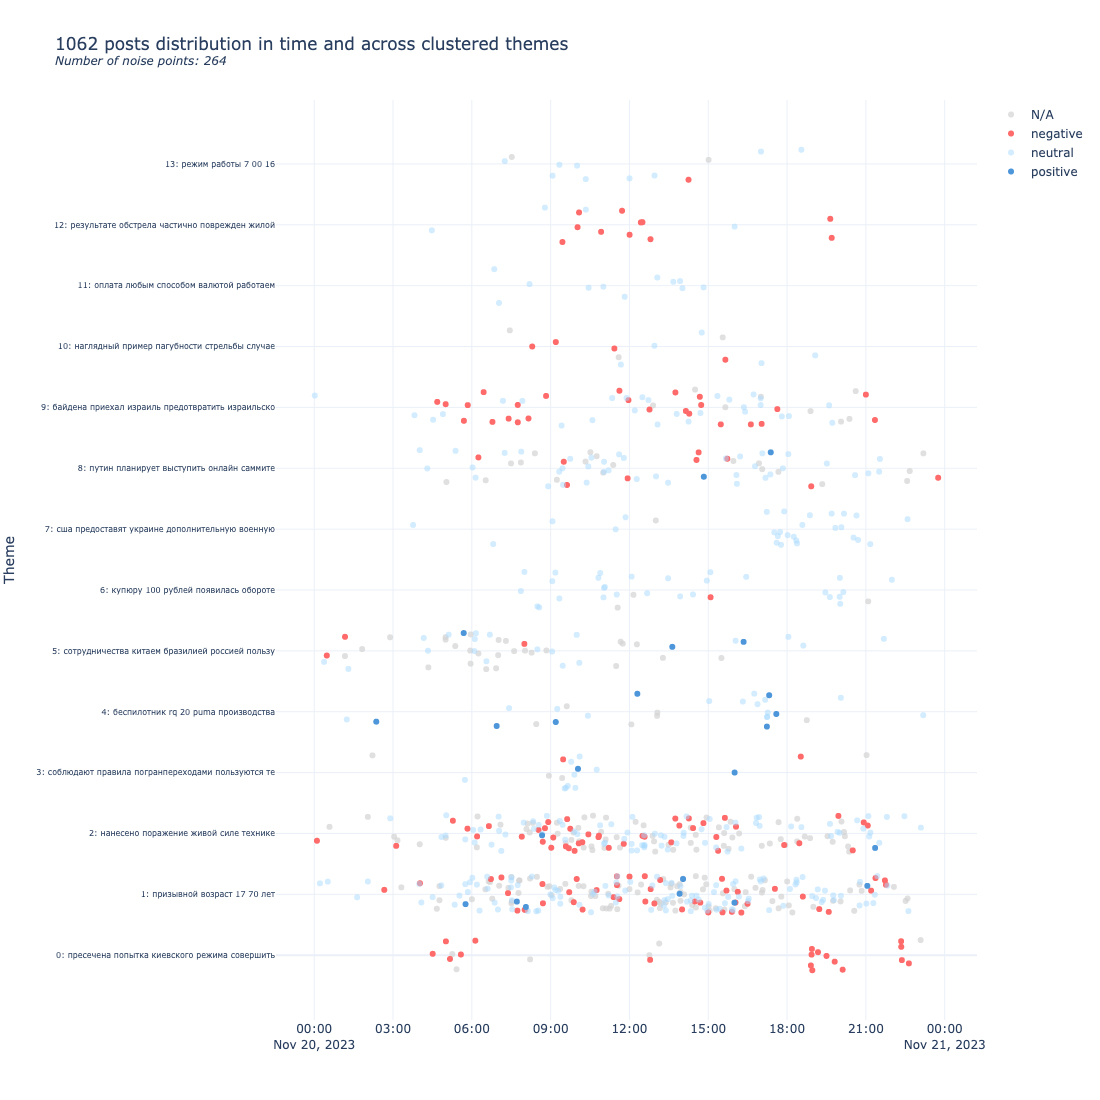 1062 posts distribution in time and across clustered themes
Number of noise points: 264
N/A
negative
neutral
positive
13: режим работы 7 00 16
12: результате обстрела частично поврежден жилой
11: оплата любым способом валютой работаем
10: наглядный пример пагубности стрельбы случае
9: байдена приехал израиль предотвратить израильско
8: путин планирует выступить онлайн саммите
7: сша предоставят украине дополнительную военную
6: купюру 100 рублей появилась обороте
5: сотрудничества китаем бразилией россией пользу
4: беспилотник rq 20 puma производства
3: соблюдают правила погранпереходами пользуются те
2: нанесено поражение живой силе технике
1: призывной возраст 17 70 лет
0: пресечена попытка киевского режима совершить
Theme
00:00 03:00 06:00 09:00 12:00 15:00 18:00 21:00 00:00
Nov 20, 2023 Nov 21, 2023